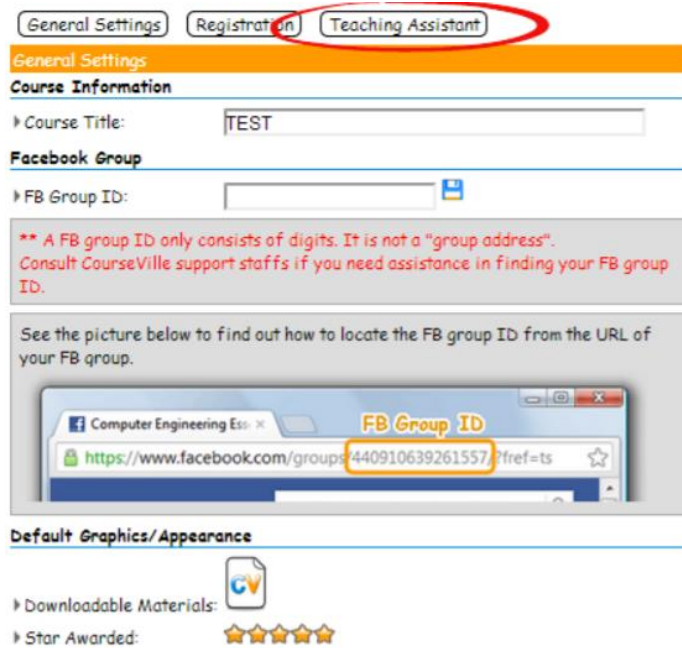 General Settings Registration Teaching Assistant
General Settings
Course Information
Course Title: TEST
Facebook Group
FB Group ID:
** A FB group ID only consists of digits. It is not a "group address".
Consult CourseVille support staffs if you need assistance in finding your FB group
ID.
See the picture below to find out how to locate the FB group ID from the URL of
your FB group.
Computer Engineering Ess
FB Group ID
https://www.facebook.com/groups/440910639261557/?fref=ts
Default Graphics/Appearance
CV
Downloadable Materials:
Star Awarded: